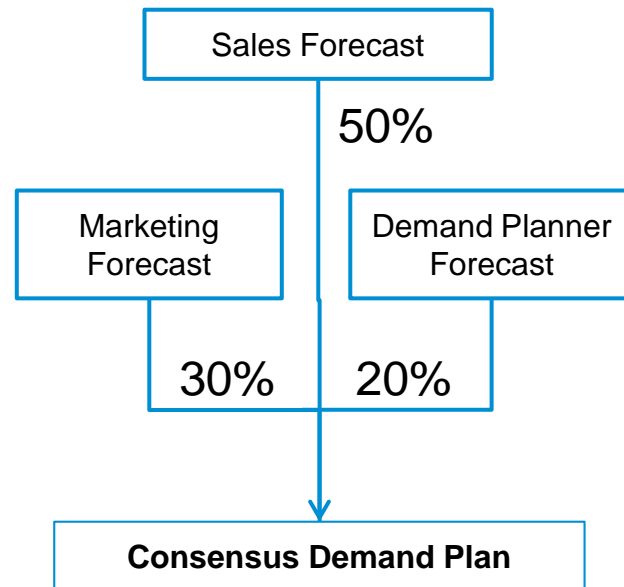 Sales Forecast
50%
Marketing
Forecast
Demand Planner
Forecast
30%
20%
Consensus Demand Plan